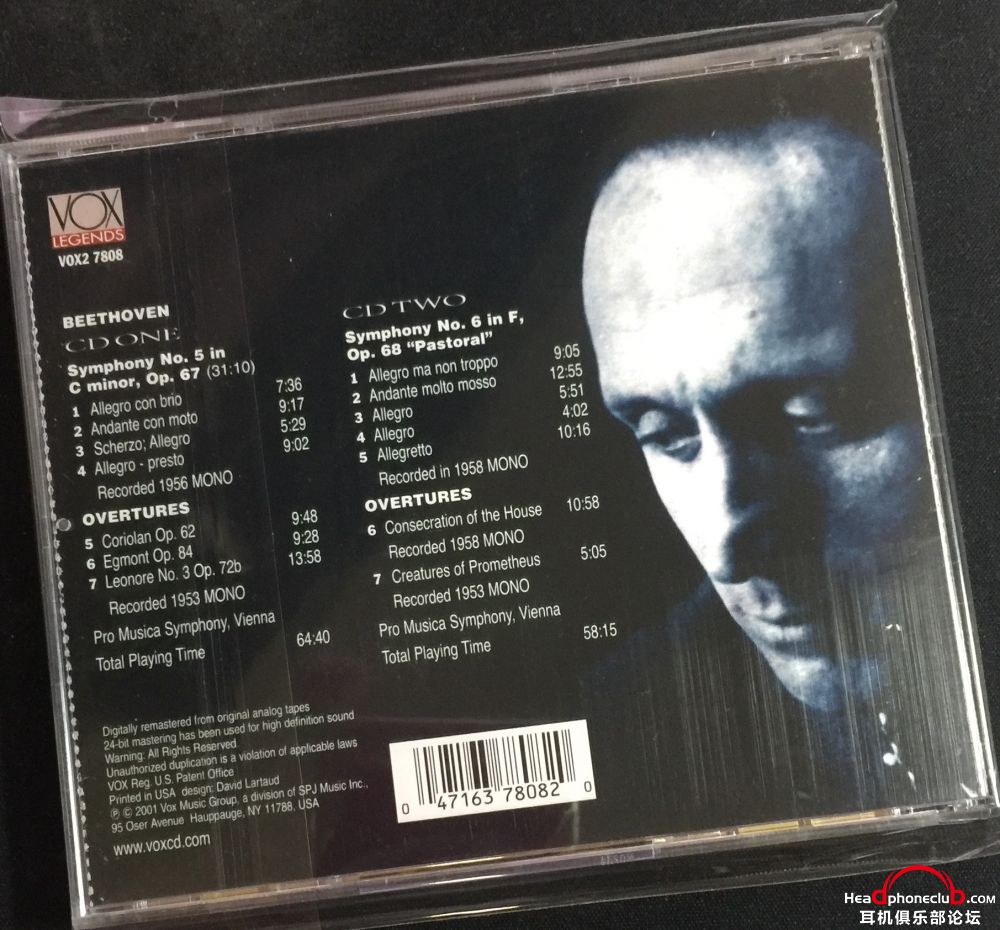 VOX
LEGENDS
VOX2 7808
BEETHOVEN
CD ONE
Symphony No. 5 in
C minor, Op. 67 (31:10)
1 Allegro con brio 7:36
2 Andante con moto 9:17
3 Scherzo; Allegro 5:29
4 Allegro - presto 9:02
Recorded 1956 MONO
OVERTURES
5 Coriolan Op. 62 9:48
6 Egmont Op. 84 9:28
7 Leonore No. 3 Op. 72b 13:58
Recorded 1953 MONO
Pro Musica Symphony, Vienna
Total Playing Time 64:40
CD TWO
Symphony No. 6 in F,
Op. 68 “Pastoral”
1 Allegro ma non troppo 9:05
2 Andante molto mosso 12:55
3 Allegro 5:51
4 Allegro 4:02
5 Allegretto 10:16
Recorded in 1958 MONO
OVERTURES
6 Consecration of the House 10:58
Recorded 1958 MONO
7 Creatures of Prometheus 5:05
Recorded 1953 MONO
Pro Musica Symphony, Vienna
Total Playing Time 58:15
Digitally remastered from original analog tapes
24-bit mastering has been used for high definition sound
Warning: All Rights Reserved
Unauthorized duplication is a violation of applicable laws
VOX Reg. U.S. Patent Office
Printed in USA design: David Lartaud
℗ © 2001 Vox Music Group, a division of SPJ Music Inc.,
95 Oser Avenue Hauppauge, NY 11788, USA
www.voxcd.com
0 47163 78082 0
Headphoneclub.com
耳机俱乐部论坛